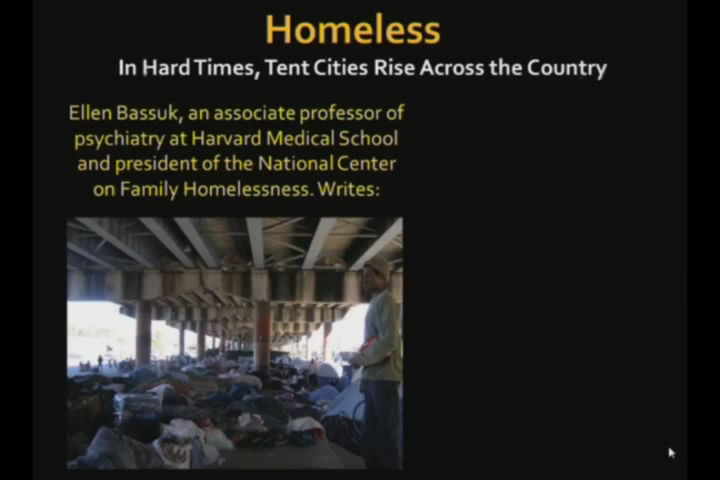 Homeless
In Hard Times, Tent Cities Rise Across the Country
Ellen Bassuk, an associate professor of
psychiatry at Harvard Medical School
and president of the National Center
on Family Homelessness. Writes: